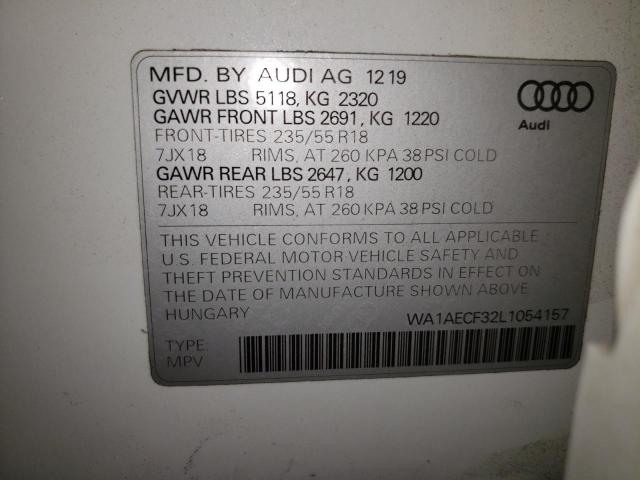 MFD. BY AUDI AG 12 19
GVWR LBS 5118, KG 2320
GAWR FRONT LBS 2691, KG 1220
FRONT-TIRES 235/55 R18
7JX18 RIMS, AT 260 KPA 38 PSI COLD
GAWR REAR LBS 2647, KG 1200
REAR-TIRES 235/55 R18
7JX18 RIMS, AT 260 KPA 38 PSI COLD
Audi
THIS VEHICLE CONFORMS TO ALL APPLICABLE
U.S. FEDERAL MOTOR VEHICLE SAFETY AND
THEFT PREVENTION STANDARDS IN EFFECT ON
THE DATE OF MANUFACTURE SHOWN ABOVE
HUNGARY
WA1AECF32L1054157
TYPE
MPV